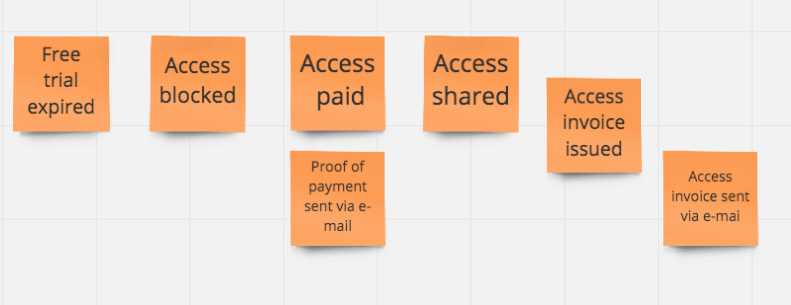 Free
trial
expired
Access
blocked
Access
paid
Access
shared
Access
invoice
issued
Proof of
payment
sent via e-
mail
Access
invoice sent
via e-mai